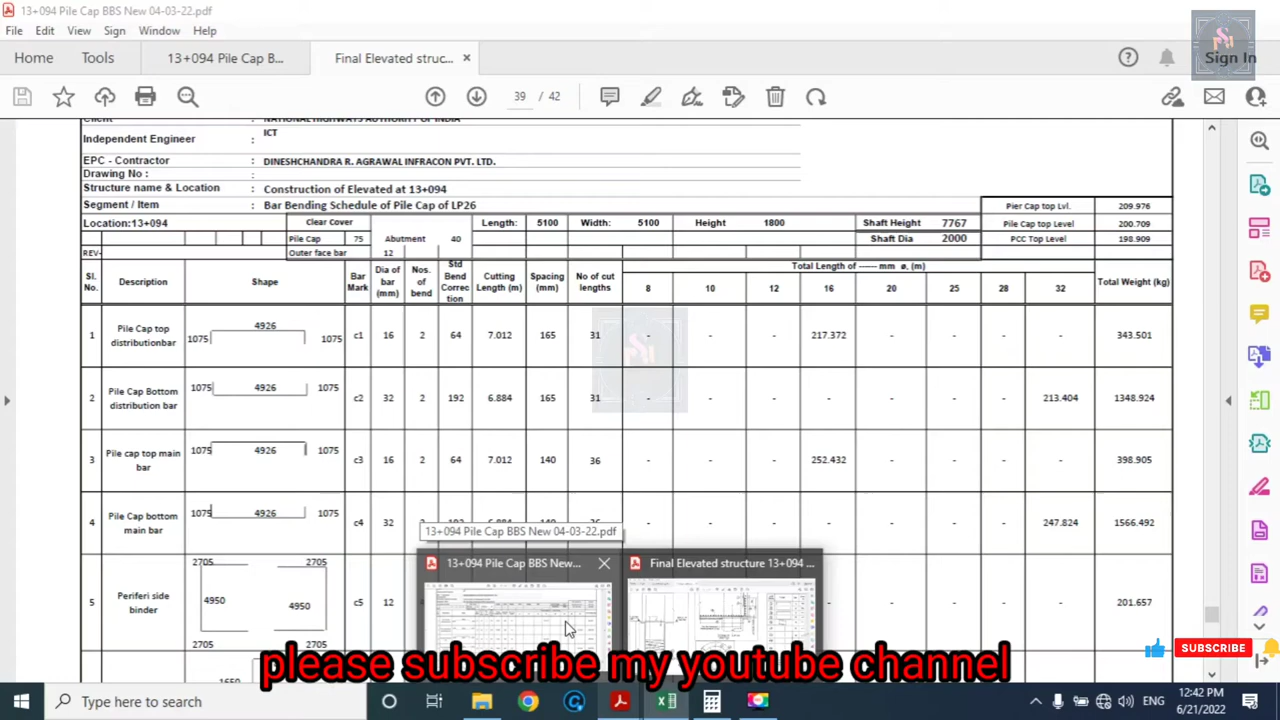 13+094 Pile Cap BBS New 04-03-22.pdf
File Edit View Sign Window Help
Home Tools 13+094 Pile Cap B... Final Elevated struc... ×
Sign In
39 / 42
Client : NATIONAL HIGHWAYS AUTHORITY OF INDIA
Independent Engineer : ICT
EPC - Contractor : DINESHCHANDRA R. AGRAWAL INFRACON PVT. LTD.
Drawing No : :
Structure name & Location : Construction of Elevated at 13+094
Segment / Item : Bar Bending Schedule of Pile Cap of LP26
Pier Cap top Lvl. 209.976
Location:13+094 Clear Cover Length: 5100 Width: 5100 Height 1800 Shaft Height 7767 Pile Cap top Level 200.709
Pile Cap 75 Abutment 40 Shaft Dia 2000 PCC Top Level 198.909
REV- Outer face bar 12
Sl. No. Description Shape Bar Mark Dia of bar (mm) Nos. of bend Std Bend Correc tion Cutting Length (m) Spacing (mm) No of cut lengths Total Length of ------- mm ø, (m) Total Weight (kg)
8 10 12 16 20 25 28 32
1 Pile Cap top distributionbar 1075 4926 1075 c1 16 2 64 7.012 165 31 - - - 217.372 - - - - 343.501
2 Pile Cap Bottom distribution bar 1075 4926 1075 c2 32 2 192 6.884 165 31 - - - - - - - 213.404 1348.924
3 Pile cap top main bar 1075 4926 1075 c3 16 2 64 7.012 140 36 - - - 252.432 - - - - 398.905
4 Pile Cap bottom main bar 1075 4926 1075 c4 32 - - - - - - - 247.824 1566.492
13+094 Pile Cap BBS New 04-03-22.pdf
13+094 Pile Cap BBS New... × Final Elevated structure 13+094 ...
5 Periferi side binder 2705 2705 4950 4950 2705 2705 c5 12 - - - - 201.657
1650
please subscribe my youtube channel
SUBSCRIBE
Type here to search
ENG
12:42 PM
6/21/2022